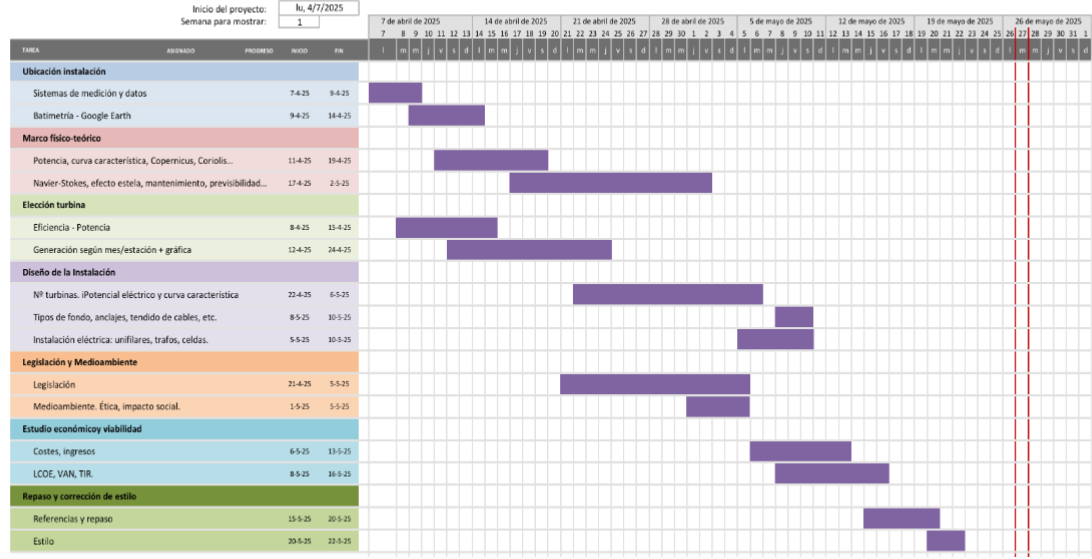 Inicio del proyecto: lu, 4/7/2025
Semana para mostrar: 1
7 de abril de 2025 14 de abril de 2025 21 de abril de 2025 28 de abril de 2025 5 de mayo de 2025 12 de mayo de 2025 19 de mayo de 2025 26 de mayo de 2025
7 8 9 10 11 12 13 14 15 16 17 18 19 20 21 22 23 24 25 26 27 28 29 30 1 2 3 4 5 6 7 8 9 10 11 12 13 14 15 16 17 18 19 20 21 22 23 24 25 26 27 28 29 30 31 1
TAREA ASIGNADO PROGRESO INICIO FIN l m m j v s d l m m j v s d l m m j v s d l m m j v s d l m m j v s d l m m j v s d l m m j v s d l m m j v s d
Ubicación instalación
Sistemas de medición y datos 7-4-25 9-4-25
Batimetría - Google Earth 9-4-25 14-4-25
Marco físico-teórico
Potencia, curva característica, Copernicus, Coriolis... 11-4-25 19-4-25
Navier-Stokes, efecto estela, mantenimiento, previsibilidad... 17-4-25 2-5-25
Elección turbina
Eficiencia - Potencia 8-4-25 15-4-25
Generación según mes/estación + gráfica 12-4-25 24-4-25
Diseño de la Instalación
Nº turbinas. iPotencial eléctrico y curva característica 22-4-25 6-5-25
Tipos de fondo, anclajes, tendido de cables, etc. 8-5-25 10-5-25
Instalación eléctrica: unifilares, trafos, celdas. 5-5-25 10-5-25
Legislación y Medioambiente
Legislación 21-4-25 5-5-25
Medioambiente. Ética, impacto social. 1-5-25 5-5-25
Estudio económicoy viabilidad
Costes, ingresos 6-5-25 13-5-25
LCOE, VAN, TIR. 8-5-25 16-5-25
Repaso y corrección de estilo
Referencias y repaso 15-5-25 20-5-25
Estilo 20-5-25 22-5-25